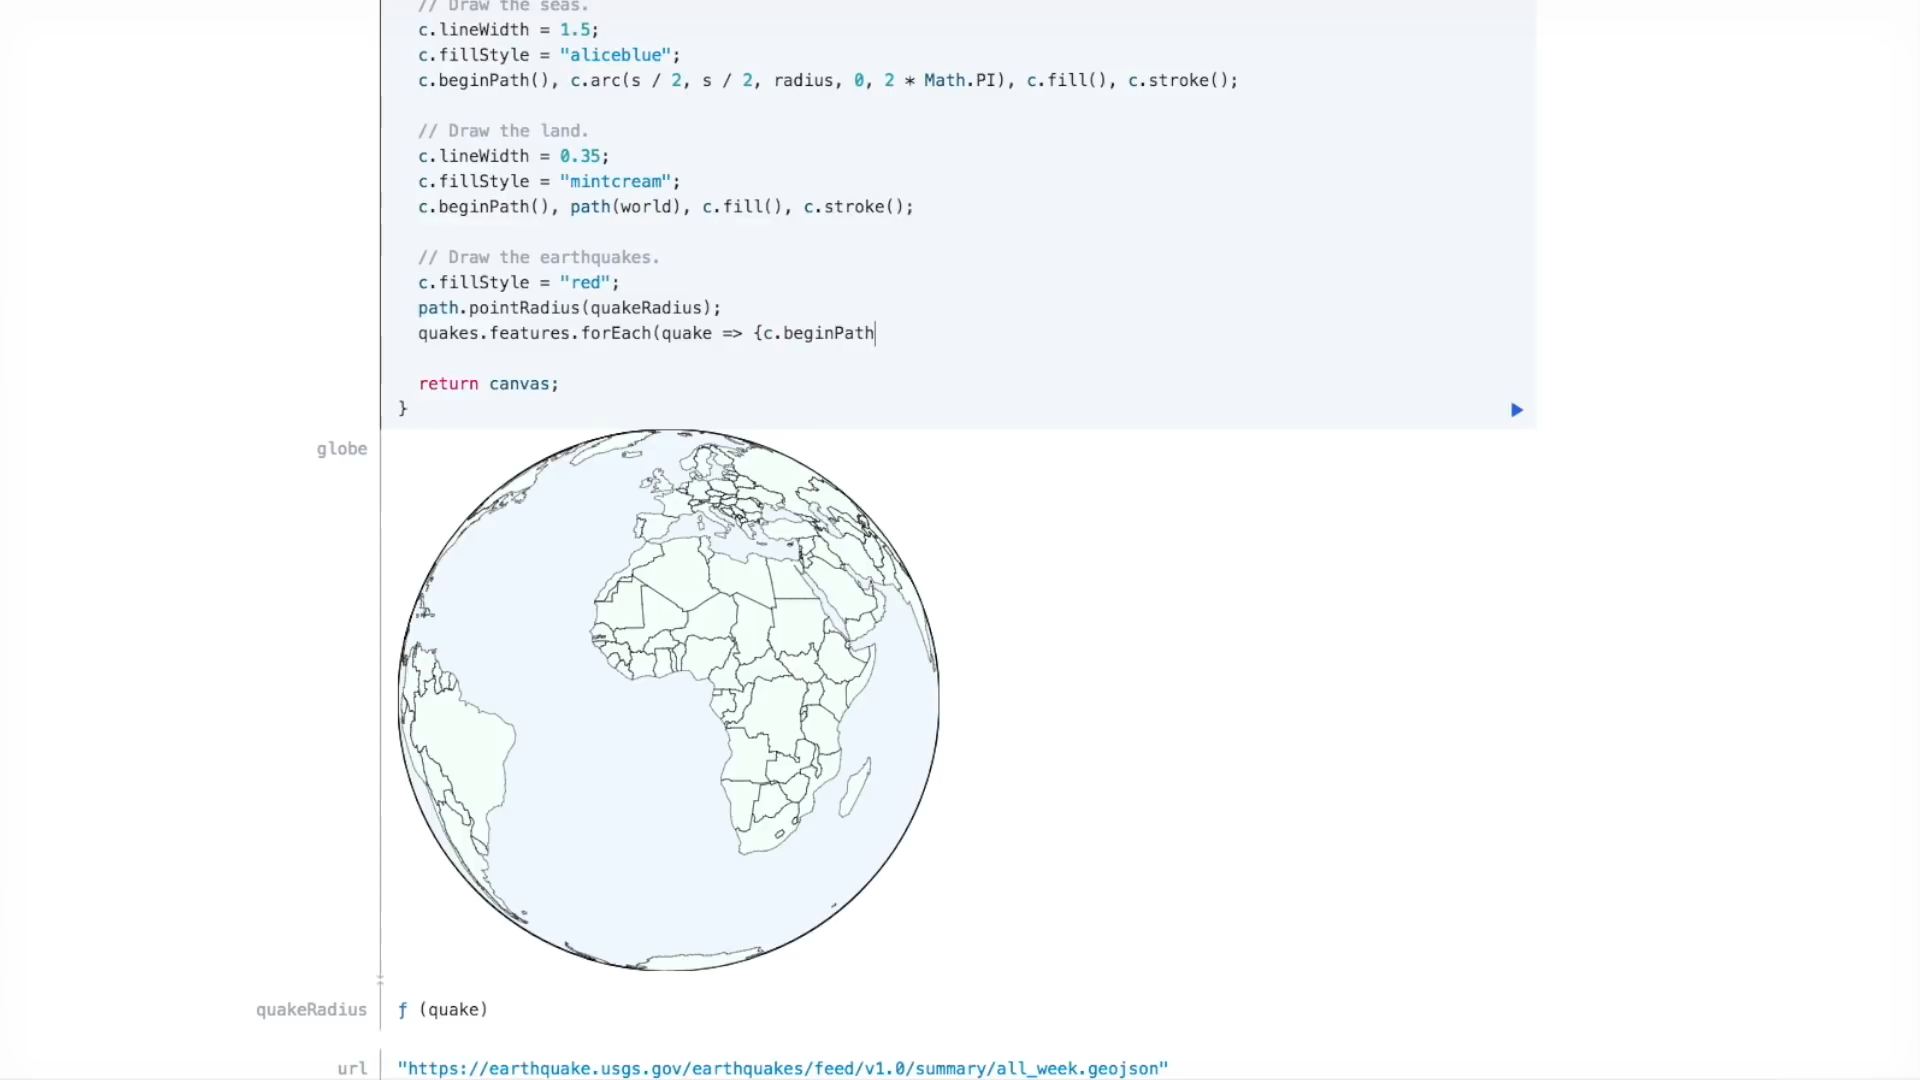 // Draw the seas.
c.lineWidth = 1.5;
c.fillStyle = "aliceblue";
c.beginPath(), c.arc(s / 2, s / 2, radius, 0, 2 * Math.PI), c.fill(), c.stroke();
// Draw the land.
c.lineWidth = 0.35;
c.fillStyle = "mintcream";
c.beginPath(), path(world), c.fill(), c.stroke();
// Draw the earthquakes.
c.fillStyle = "red";
path.pointRadius(quakeRadius);
quakes.features.forEach(quake => {c.beginPath
return canvas;
}
globe
quakeRadius ƒ (quake)
url "https://earthquake.usgs.gov/earthquakes/feed/v1.0/summary/all_week.geojson"